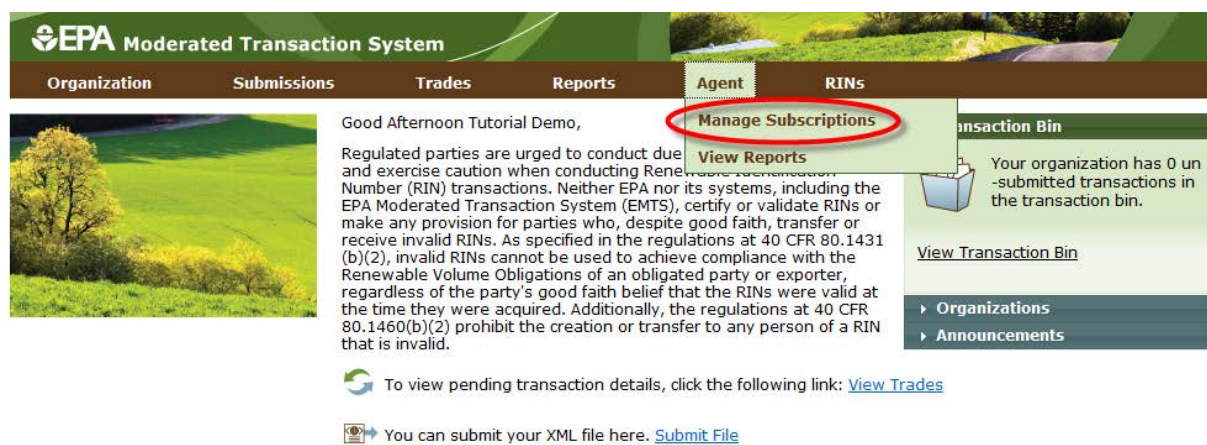 EPA Moderated Transaction System
Organization Submissions Trades Reports Agent RINs
Manage Subscriptions
View Reports
Good Afternoon Tutorial Demo,
Regulated parties are urged to conduct due
and exercise caution when conducting Renewable Identification
Number (RIN) transactions. Neither EPA nor its systems, including the
EPA Moderated Transaction System (EMTS), certify or validate RINs or
make any provision for parties who, despite good faith, transfer or
receive invalid RINs. As specified in the regulations at 40 CFR 80.1431
(b)(2), invalid RINs cannot be used to achieve compliance with the
Renewable Volume Obligations of an obligated party or exporter,
regardless of the party's good faith belief that the RINs were valid at
the time they were acquired. Additionally, the regulations at 40 CFR
80.1460(b)(2) prohibit the creation or transfer to any person of a RIN
that is invalid.
To view pending transaction details, click the following link: View Trades
You can submit your XML file here. Submit File
Bin
Your organization has 0 un
-submitted transactions in
the transaction bin.
View Transaction Bin
Organizations
Announcements